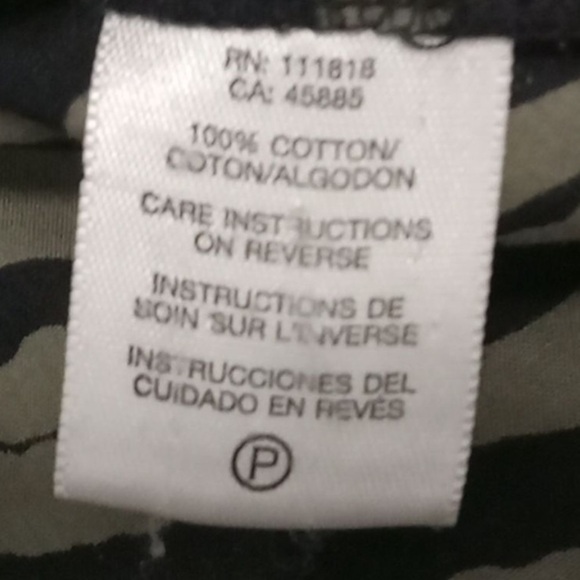 RN: 111818
CA: 45885
100% COTTON/
COTON/ALGODON
CARE INSTRUCTIONS
ON REVERSE
INSTRUCTIONS DE
SOIN SUR L'INVERSE
INSTRUCCIONES DEL
CUIDADO EN REVÉS
P